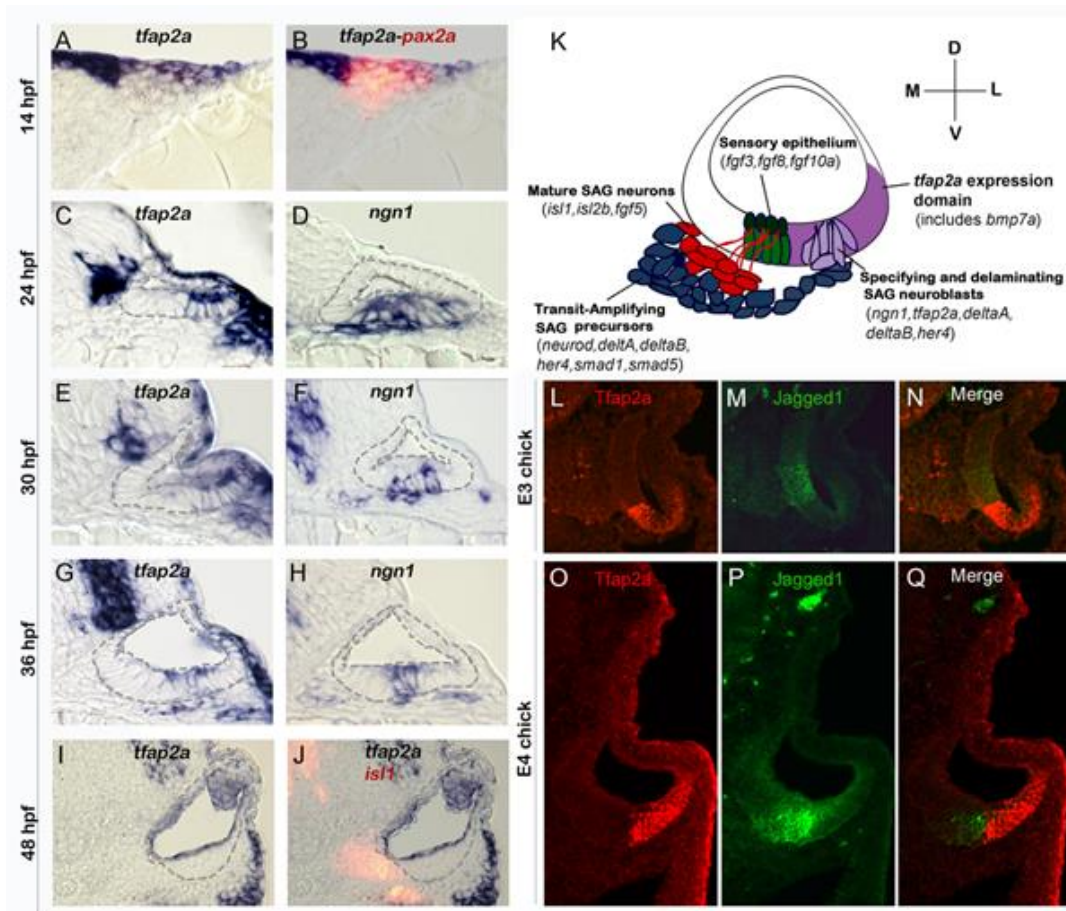 A
tfap2a
B
tfap2a-pax2a
14 hpf
C
tfap2a
D
ngn1
24 hpf
E
tfap2a
F
ngn1
30 hpf
G
tfap2a
H
ngn1
36 hpf
I
tfap2a
J
tfap2a
isl1
48 hpf
K
D
M
L
V
Sensory epithelium
(fgf3,fgf8,fgf10a)
Mature SAG neurons
(isl1,isl2b,fgf5)
tfap2a expression
domain
(includes bmp7a)
Transit-Amplifying
SAG precursors
(neurod,deltA,deltaB,
her4,smad1,smad5)
Specifying and delaminating
SAG neuroblasts
(ngn1,tfap2a,deltaA,
deltaB,her4)
E3 chick
L
Tfap2a
M
Jagged1
N
Merge
E4 chick
O
Tfap2a
P
Jagged1
Q
Merge